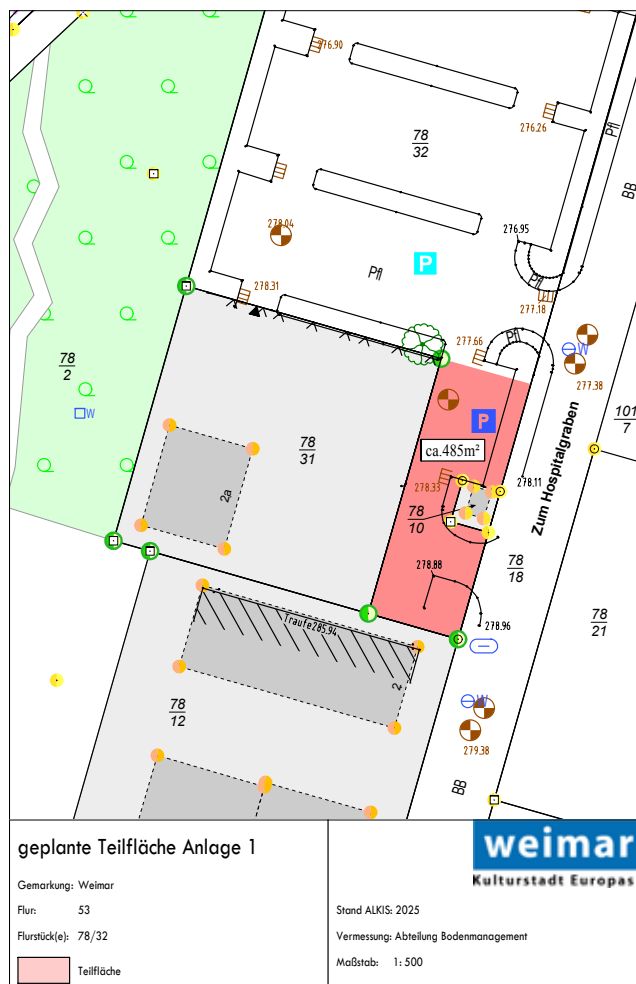 276.90
78
32
276.26
Pfl
BB
278.04
276.95
P
Pfl
Pfl
278.31
277.18
277.66
Pfl
W
277.38
78
2
W
P
101
7
78
31
ca.485m²
2a
278.33
278.11
Zum Hospitalgraben
78
10
78
18
278.88
278.96
78
21
Traufe285.94
2
78
12
W
279.38
BB
geplante Teilfläche Anlage 1
weimar
Kulturstadt Europas
Gemarkung: Weimar
Flur: 53
Flurstück(e): 78/32
Teilfläche
Stand ALKIS: 2025
Vermessung: Abteilung Bodenmanagement
Maßstab: 1: 500